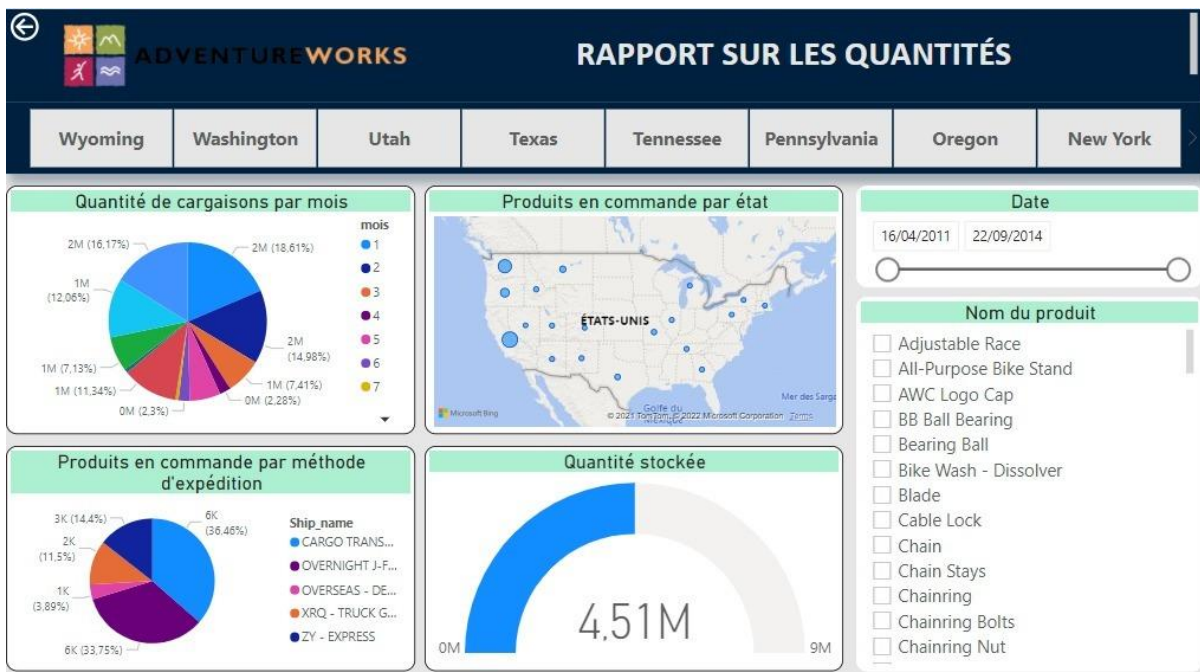 ADVENTUREWORKS
RAPPORT SUR LES QUANTITÉS
Wyoming
Washington
Utah
Texas
Tennessee
Pennsylvania
Oregon
New York
Quantité de cargaisons par mois
2M (16,17%)
2M (18,61%)
1M
(12,06%)
2M
(14,98%)
1M (7,13%)
1M (7,41%)
1M (11,34%)
0M (2,28%)
0M (2,3%)
mois
1
2
3
4
5
6
7
Produits en commande par état
ÉTATS-UNIS
Golfe du
Mer des Sarga
Microsoft Bing
© 2021 TomTom, © 2022 Microsoft Corporation Terms
Date
16/04/2011
22/09/2014
Nom du produit
Adjustable Race
All-Purpose Bike Stand
AWC Logo Cap
BB Ball Bearing
Bearing Ball
Bike Wash - Dissolver
Blade
Cable Lock
Chain
Chain Stays
Chainring
Chainring Bolts
Chainring Nut
Produits en commande par méthode
d'expédition
3K (14,4%)
6K
(36,46%)
2K
(11,5%)
1K
(3,89%)
6K (33,75%)
Ship_name
CARGO TRANS...
OVERNIGHT J-F...
OVERSEAS - DE...
XRQ - TRUCK G...
ZY - EXPRESS
Quantité stockée
4,51M
0M
9M